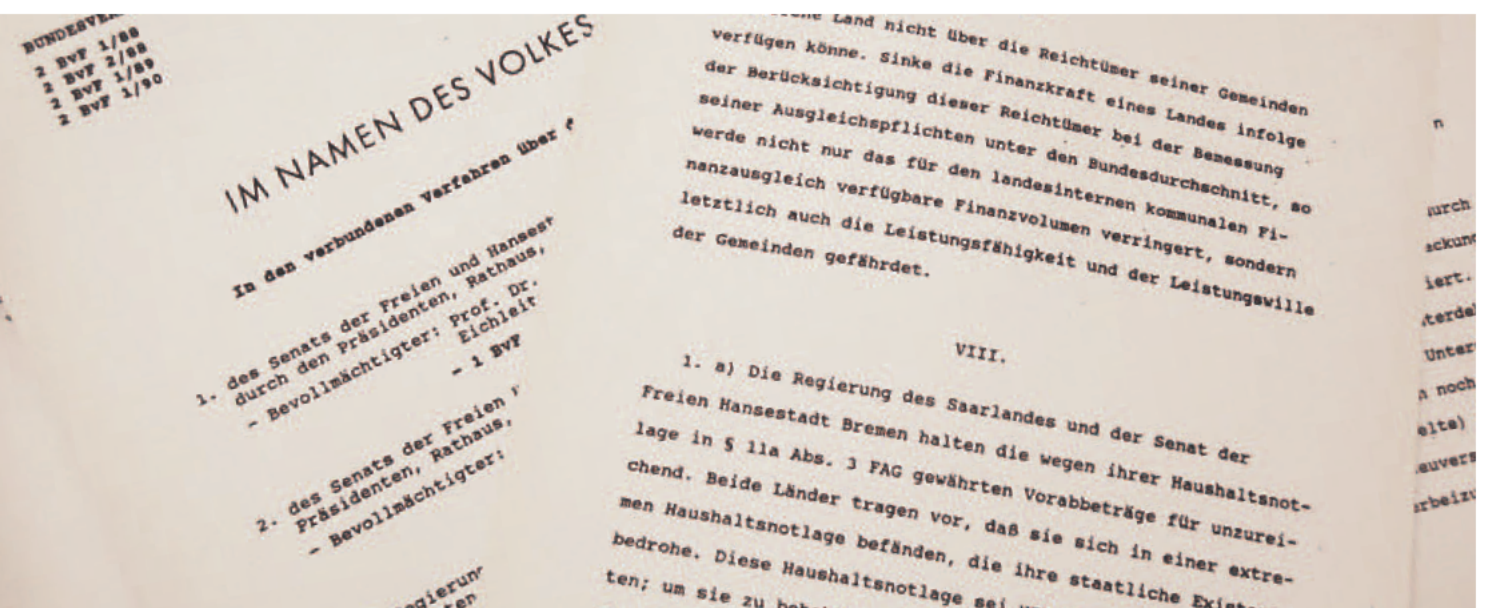 2 BvF 1/88
2 BvF 2/88
2 BvF 1/89
2 BvF 1/90
IM NAMEN DES VOLKES
In den verbundenen Verfahren über
1. des Senats der Freien und
durch den Präsidenten, Rathaus,
- Bevollmächtigter: Prof. Dr.
- 1 BvF
2. des Senats der Freien
Präsidenten, Rathaus,
- Bevollmächtigter:
Land nicht über die Reichtümer seiner Gemeinden
verfügen könne. Sinke die Finanzkraft eines Landes infolge
der Berücksichtigung dieser Reichtümer bei der Bemessung
seiner Ausgleichspflichten unter den Bundesdurchschnitt, so
werde nicht nur das für den landesinternen kommunalen Fi-
nanzausgleich verfügbare Finanzvolumen verringert, sondern
letztlich auch die Leistungsfähigkeit und der Leistungswille
der Gemeinden gefährdet.
VIII.
1. a) Die Regierung des Saarlandes und der Senat der
Freien Hansestadt Bremen halten die wegen ihrer Haushaltsnot-
lage in § 11a Abs. 3 FAG gewährten Vorabbeträge für unzurei-
chend. Beide Länder tragen vor, daß sie sich in einer extre-
men Haushaltsnotlage befänden, die ihre staatliche
bedrohe. Diese Haushaltsnotlage sei
ten; um sie zu
noch